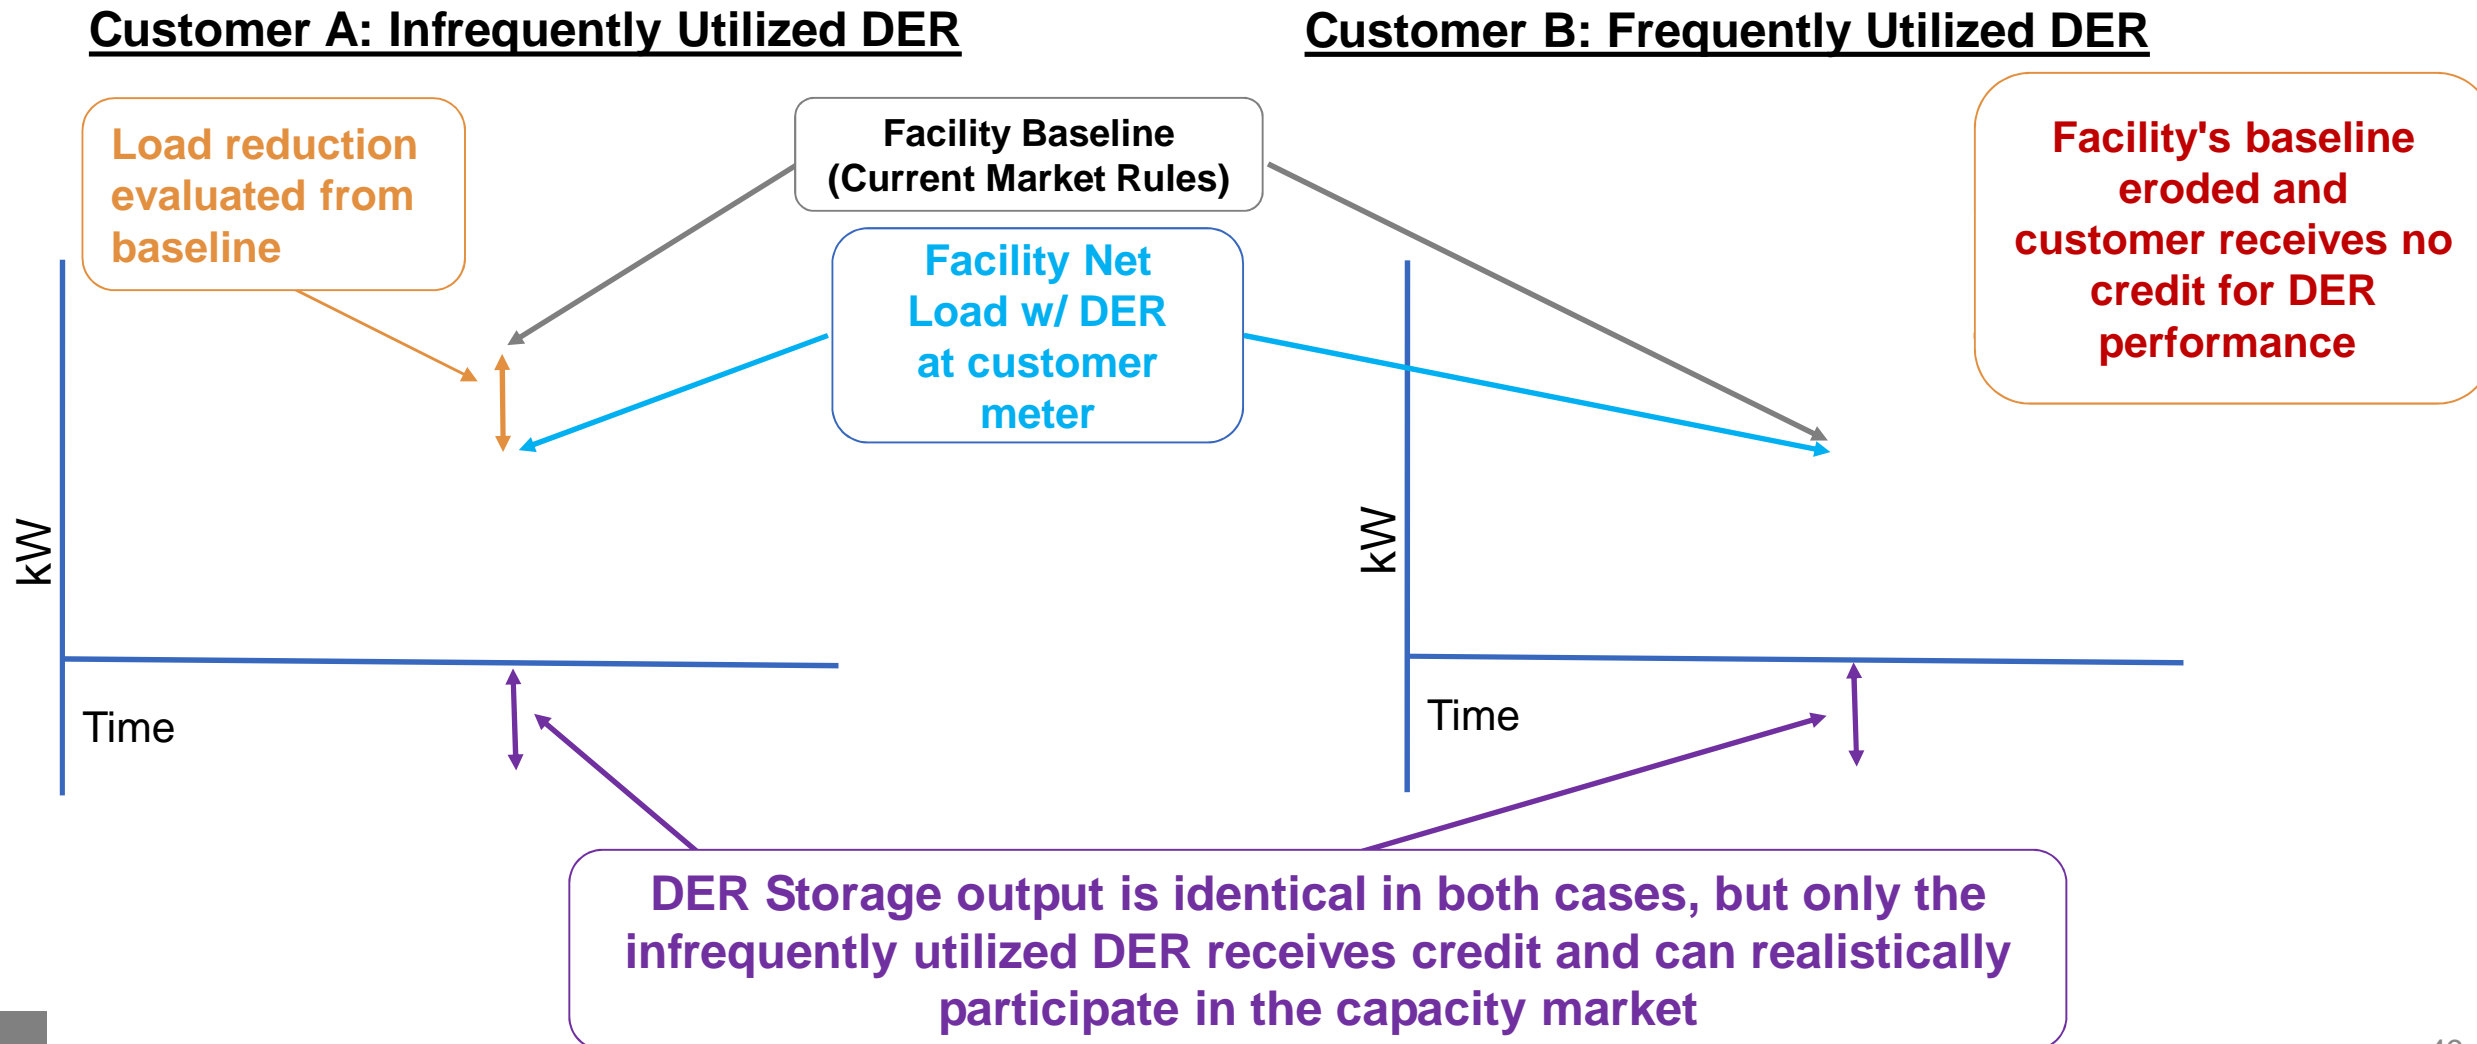 Customer A: Infrequently Utilized DER
Customer B: Frequently Utilized DER
Load reduction
evaluated from
baseline
Facility Baseline
(Current Market Rules)
Facility Net
Load w/ DER
at customer
meter
Facility's baseline
eroded and
customer receives no
credit for DER
performance
kW
Time
kW
Time
DER Storage output is identical in both cases, but only the
infrequently utilized DER receives credit and can realistically
participate in the capacity market